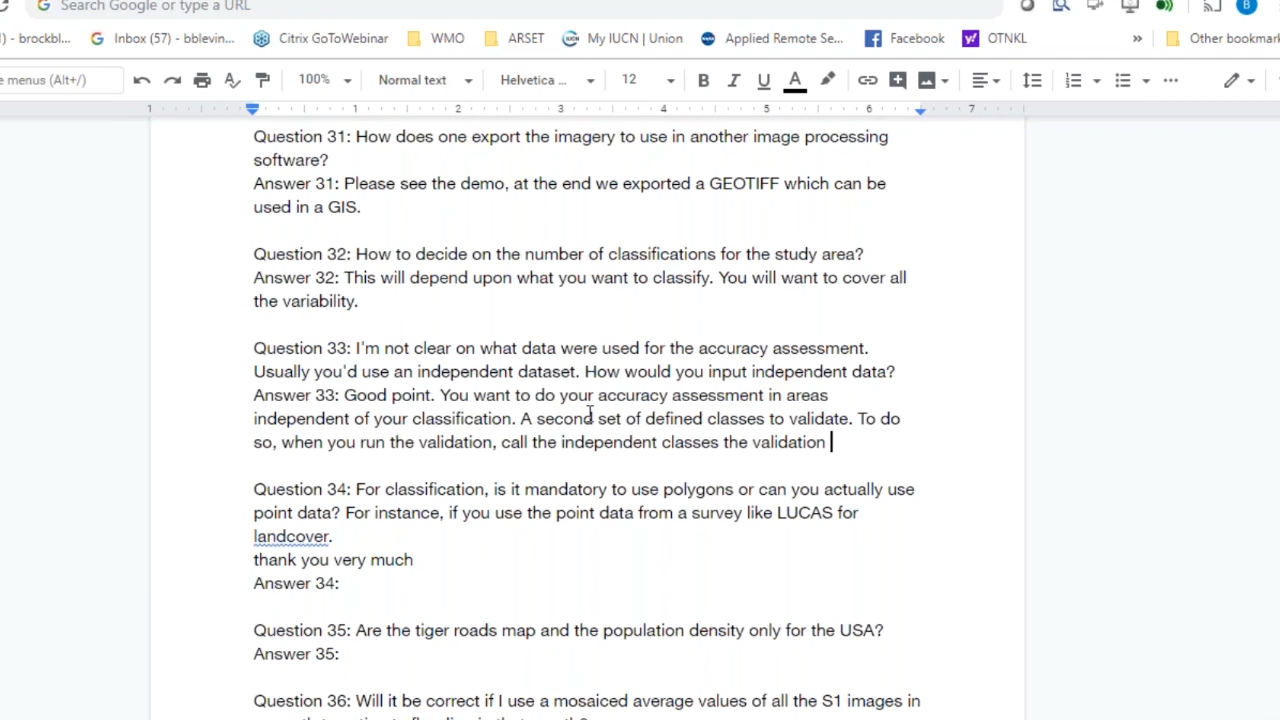 Search Google or type a URL
B
) - brockbl...
Inbox (57) - bblevin...
Citrix GoToWebinar
WMO
ARSET
My IUCN | Union
Applied Remote Se...
Facebook
OTNKL
»
Other bookmark
e menus (Alt+/)
100%
Normal text
Helvetica ...
12
B I U A
1 1 2 3 4 5 6 7
Question 31: How does one export the imagery to use in another image processing
software?
Answer 31: Please see the demo, at the end we exported a GEOTIFF which can be
used in a GIS.
Question 32: How to decide on the number of classifications for the study area?
Answer 32: This will depend upon what you want to classify. You will want to cover all
the variability.
Question 33: I'm not clear on what data were used for the accuracy assessment.
Usually you'd use an independent dataset. How would you input independent data?
Answer 33: Good point. You want to do your accuracy assessment in areas
independent of your classification. A second set of defined classes to validate. To do
so, when you run the validation, call the independent classes the validation
Question 34: For classification, is it mandatory to use polygons or can you actually use
point data? For instance, if you use the point data from a survey like LUCAS for
landcover.
thank you very much
Answer 34:
Question 35: Are the tiger roads map and the population density only for the USA?
Answer 35:
Question 36: Will it be correct if I use a mosaiced average values of all the S1 images in